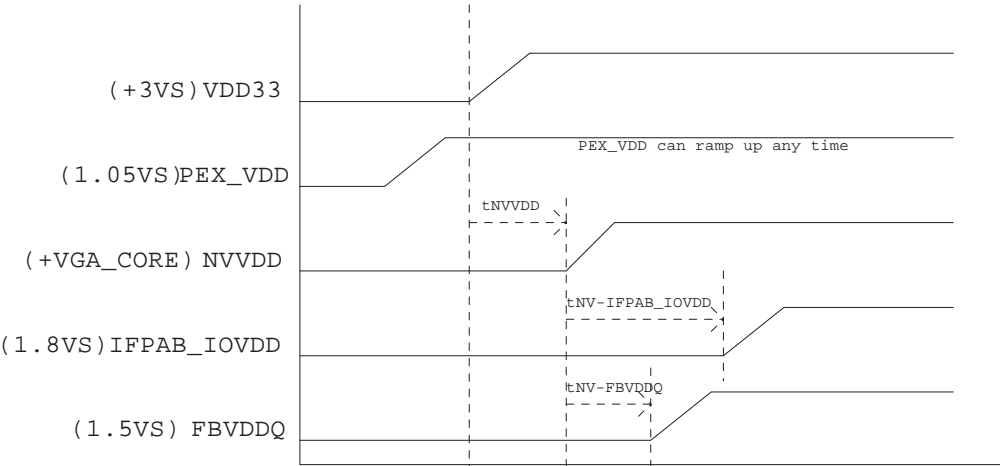 (+3VS)VDD33
PEX_VDD can ramp up any time
(1.05VS)PEX_VDD
tNVVDD
(+VGA_CORE) NVVDD
tNV-IFPAB_IOVDD
(1.8VS)IFPAB_IOVDD
tNV-FBVDDQ
(1.5VS) FBVDDQ